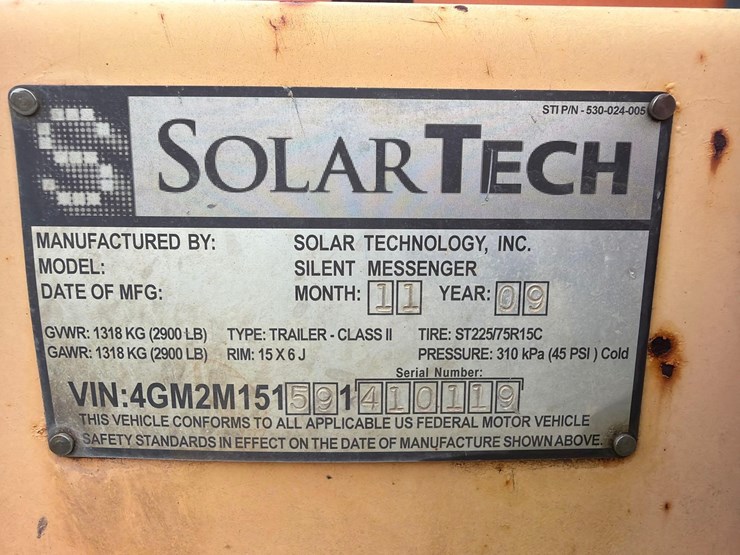 STI P/N - 530-024-005
SOLARTECH
MANUFACTURED BY: SOLAR TECHNOLOGY, INC.
MODEL: SILENT MESSENGER
DATE OF MFG: MONTH: 11 YEAR: 09
GVWR: 1318 KG (2900 LB) TYPE: TRAILER - CLASS II TIRE: ST225/75R15C
GAWR: 1318 KG (2900 LB) RIM: 15 X 6 J PRESSURE: 310 kPa (45 PSI ) Cold
Serial Number:
VIN:4GM2M151591410119
THIS VEHICLE CONFORMS TO ALL APPLICABLE US FEDERAL MOTOR VEHICLE
SAFETY STANDARDS IN EFFECT ON THE DATE OF MANUFACTURE SHOWN ABOVE.